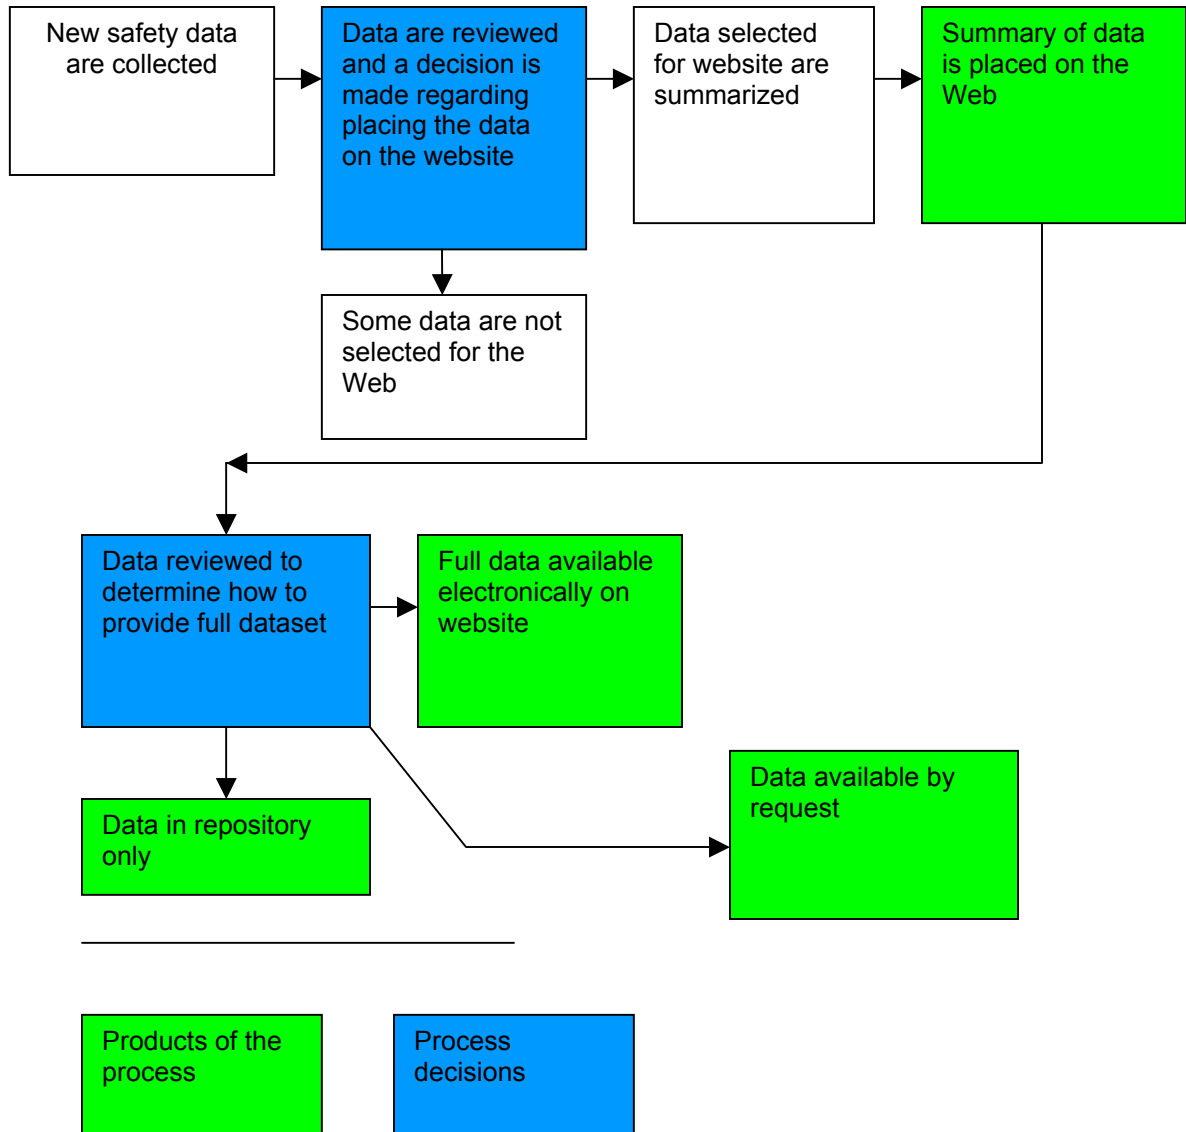 New safety data
are collected
Data are reviewed
and a decision is
made regarding
placing the data
on the website
Data selected
for website are
summarized
Summary of data
is placed on the
Web
Some data are not
selected for the
Web
Data reviewed to
determine how to
provide full dataset
Full data available
electronically on
website
Data available by
request
Data in repository
only
Products of the
process
Process
decisions